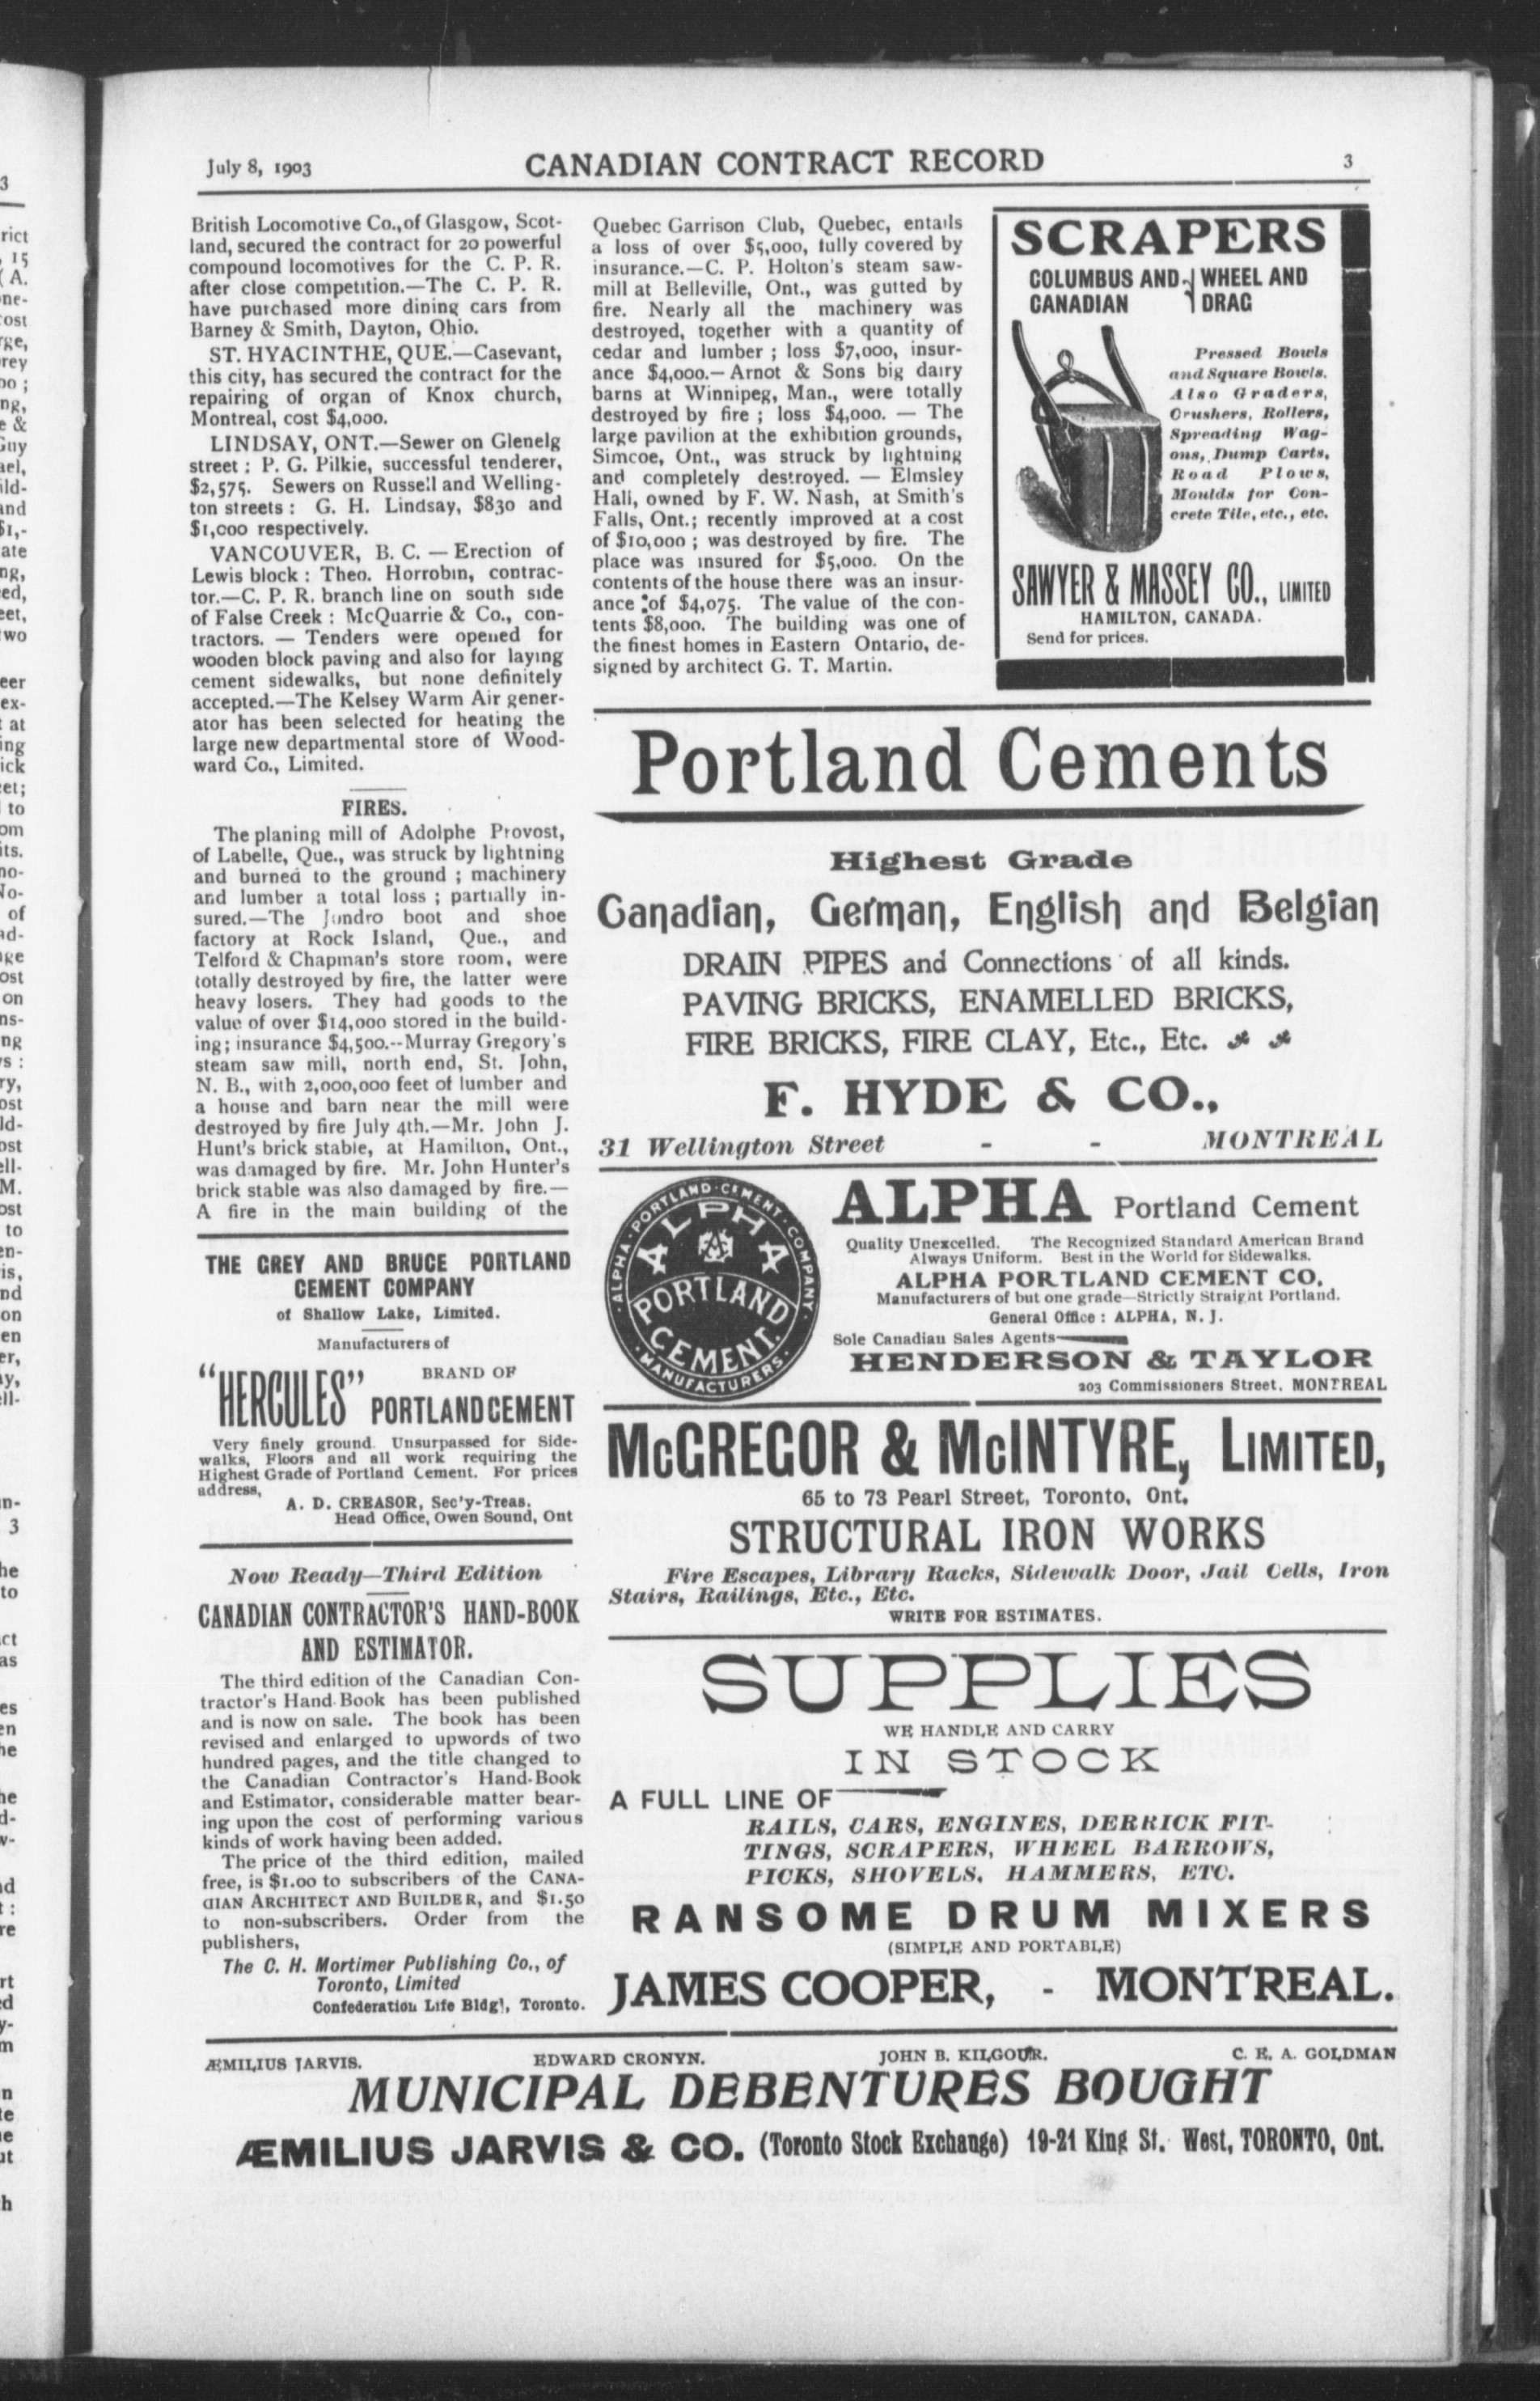 July 8, 1903
CANADIAN CONTRACT RECORD
3
British Locomotive Co., of Glasgow, Scot-
land, secured the contract for 20 powerful
compound locomotives for the C. P. R.
after close competition.—The C. P. R.
have purchased more dining cars from
Barney & Smith, Dayton, Ohio.
ST. HYACINTHE, QUE.—Casevant,
this city, has secured the contract for the
repairing of organ of Knox church,
Montreal, cost $4,000.
LINDSAY, ONT.—Sewer on Glenelg
street : P. G. Pilkie, successful tenderer,
$2,575. Sewers on Russell and Welling-
ton streets : G. H. Lindsay, $830 and
$1,000 respectively.
VANCOUVER, B. C. — Erection of
Lewis block : Theo. Horrobin, contrac-
tor.—C. P. R. branch line on south side
of False Creek : McQuarrie & Co., con-
tractors. — Tenders were opened for
wooden block paving and also for laying
cement sidewalks, but none definitely
accepted.—The Kelsey Warm Air gener-
ator has been selected for heating the
large new departmental store of Wood-
ward Co., Limited.
FIRES.
The planing mill of Adolphe Provost,
of Labelle, Que., was struck by lightning
and burned to the ground ; machinery
and lumber a total loss ; partially in-
sured.—The Jondro boot and shoe
factory at Rock Island, Que., and
Telford & Chapman's store room, were
totally destroyed by fire, the latter were
heavy losers. They had goods to the
value of over $14,000 stored in the build-
ing; insurance $4,500.--Murray Gregory's
steam saw mill, north end, St. John,
N. B., with 2,000,000 feet of lumber and
a house and barn near the mill were
destroyed by fire July 4th.—Mr. John J.
Hunt's brick stable, at Hamilton, Ont.,
was damaged by fire. Mr. John Hunter's
brick stable was also damaged by fire.—
A fire in the main building of the
Quebec Garrison Club, Quebec, entails
a loss of over $5,000, fully covered by
insurance.—C. P. Holton's steam saw-
mill at Belleville, Ont., was gutted by
fire. Nearly all the machinery was
destroyed, together with a quantity of
cedar and lumber ; loss $7,000, insur-
ance $4,000.—Arnot & Sons big dairy
barns at Winnipeg, Man., were totally
destroyed by fire ; loss $4,000. — The
large pavilion at the exhibition grounds,
Simcoe, Ont., was struck by lightning
and completely destroyed. — Elmsley
Hall, owned by F. W. Nash, at Smith's
Falls, Ont.; recently improved at a cost
of $10,000 ; was destroyed by fire. The
place was insured for $5,000. On the
contents of the house there was an insur-
ance of $4,075. The value of the con-
tents $8,000. The building was one of
the finest homes in Eastern Ontario, de-
signed by architect G. T. Martin.
SCRAPERS
COLUMBUS AND CANADIAN
WHEEL AND DRAG
Pressed Bowls
and Square Bowls.
Also Graders,
Crushers, Rollers,
Spreading Wag-
ons, Dump Carts,
Road Plows,
Moulds for Con-
crete Tile, etc., etc.
SAWYER & MASSEY CO., LIMITED
HAMILTON, CANADA.
Send for prices.
Portland Cements
Highest Grade
Canadian, German, English and Belgian
DRAIN PIPES and Connections of all kinds.
PAVING BRICKS, ENAMELLED BRICKS,
FIRE BRICKS, FIRE CLAY, Etc., Etc.
F. HYDE & CO.,
31 Wellington Street - - MONTREAL
ALPHA·PORTLAND·CEMENT·COMPANY·
ALPHA
PORTLAND
CEMENT.
·MANUFACTURERS·
ALPHA Portland Cement
Quality Unexcelled. The Recognized Standard American Brand
Always Uniform. Best in the World for Sidewalks.
ALPHA PORTLAND CEMENT CO.
Manufacturers of but one grade—Strictly Straight Portland.
General Office : ALPHA, N. J.
Sole Canadian Sales Agents
HENDERSON & TAYLOR
203 Commissioners Street, MONTREAL
THE GREY AND BRUCE PORTLAND
CEMENT COMPANY
of Shallow Lake, Limited.
Manufacturers of
"HERCULES" BRAND OF
PORTLAND CEMENT
Very finely ground. Unsurpassed for Side-
walks, Floors and all work requiring the
Highest Grade of Portland Cement. For prices
address,
A. D. CREASOR, Sec'y-Treas.
Head Office, Owen Sound, Ont
McGREGOR & McINTYRE, LIMITED,
65 to 73 Pearl Street, Toronto, Ont.
STRUCTURAL IRON WORKS
Fire Escapes, Library Racks, Sidewalk Door, Jail Cells, Iron
Stairs, Railings, Etc., Etc.
WRITE FOR ESTIMATES.
Now Ready—Third Edition
CANADIAN CONTRACTOR'S HAND-BOOK
AND ESTIMATOR.
The third edition of the Canadian Con-
tractor's Hand-Book has been published
and is now on sale. The book has been
revised and enlarged to upwords of two
hundred pages, and the title changed to
the Canadian Contractor's Hand-Book
and Estimator, considerable matter bear-
ing upon the cost of performing various
kinds of work having been added.
The price of the third edition, mailed
free, is $1.00 to subscribers of the CANA-
DIAN ARCHITECT AND BUILDER, and $1.50
to non-subscribers. Order from the
publishers,
The C. H. Mortimer Publishing Co., of
Toronto, Limited
Confederation Life Bldg', Toronto.
SUPPLIES
WE HANDLE AND CARRY
IN STOCK
A FULL LINE OF
RAILS, CARS, ENGINES, DERRICK FIT-
TINGS, SCRAPERS, WHEEL BARROWS,
PICKS, SHOVELS, HAMMERS, ETC.
RANSOME DRUM MIXERS
(SIMPLE AND PORTABLE)
JAMES COOPER, - MONTREAL.
ÆMILIUS JARVIS. EDWARD CRONYN. JOHN B. KILGOUR. C. E. A. GOLDMAN
MUNICIPAL DEBENTURES BOUGHT
ÆMILIUS JARVIS & CO. (Toronto Stock Exchange) 19-21 King St. West, TORONTO, Ont.